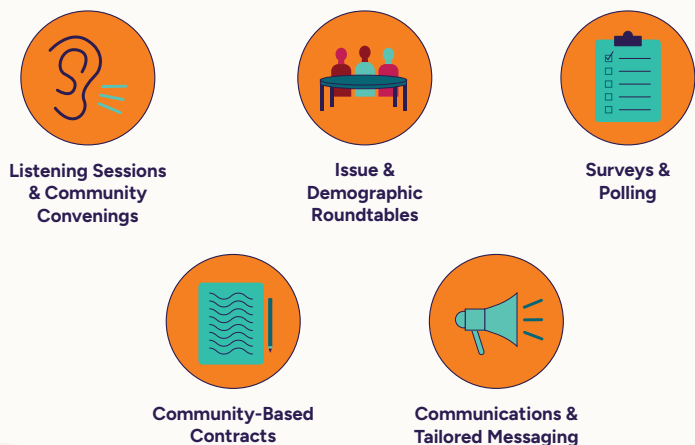 Listening Sessions
& Community
Convenings
Issue &
Demographic
Roundtables
Surveys &
Polling
Community-Based
Contracts
Communications &
Tailored Messaging